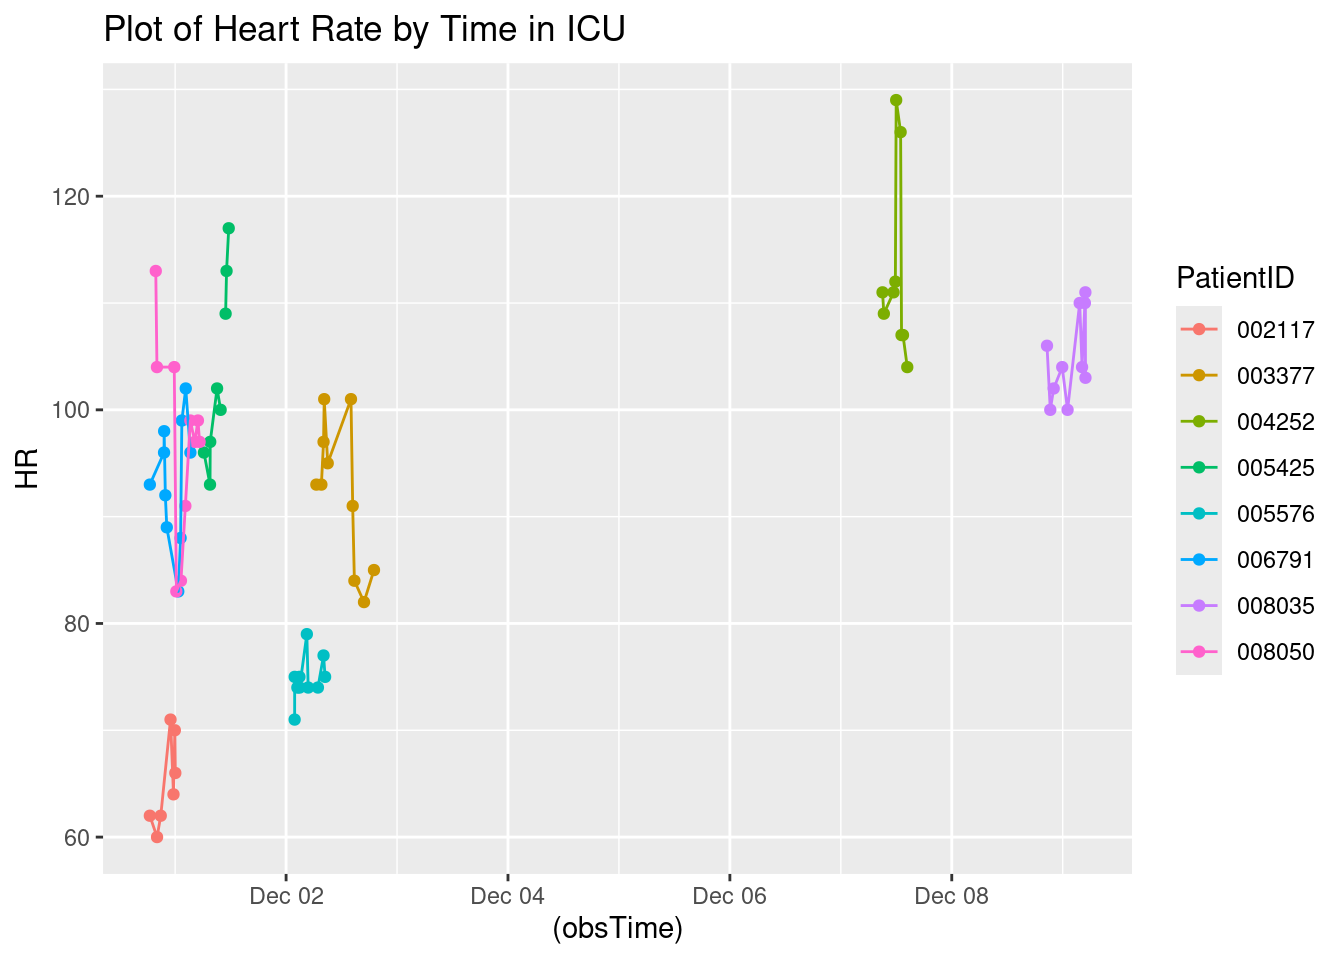 Plot of Heart Rate by Time in ICU
HR
120
100
80
60
Dec 02
Dec 04
Dec 06
Dec 08
(obsTime)
PatientID
002117
003377
004252
005425
005576
006791
008035
008050